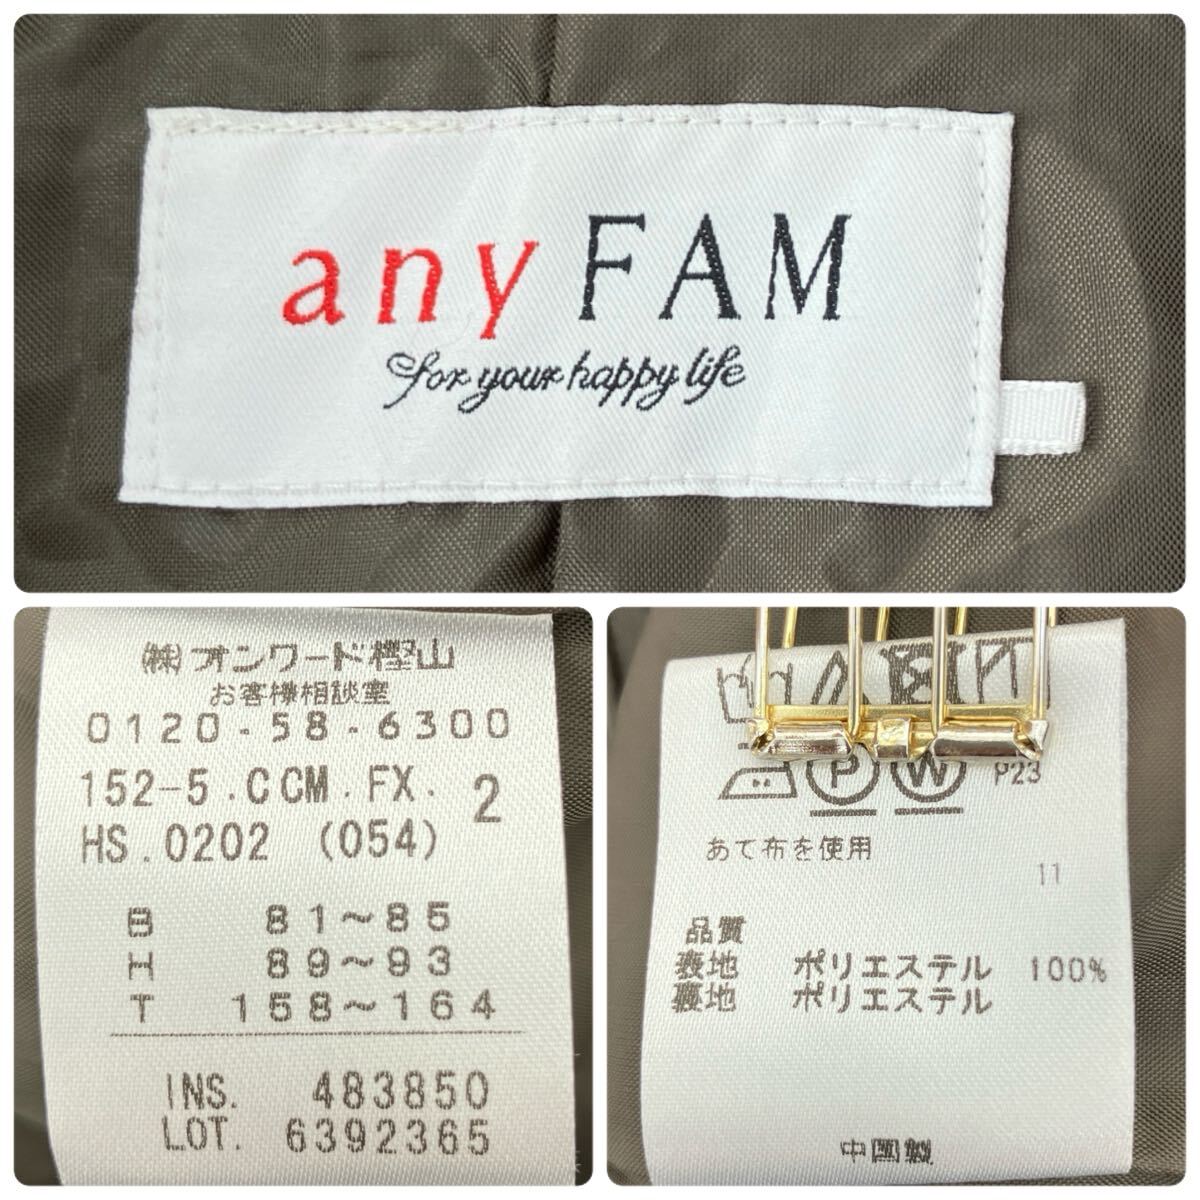 any FAM
for your happy life
㈱オンワード樫山
お客様相談室
0120-58-6300
152-5.CCM.FX. 2
HS.0202 (054)
B 81~85
H 89~93
T 158~164
INS. 483850
LOT. 6392365
P W P23
あて布を使用
11
品質
表地 ポリエステル 100%
裏地 ポリエステル
中国製